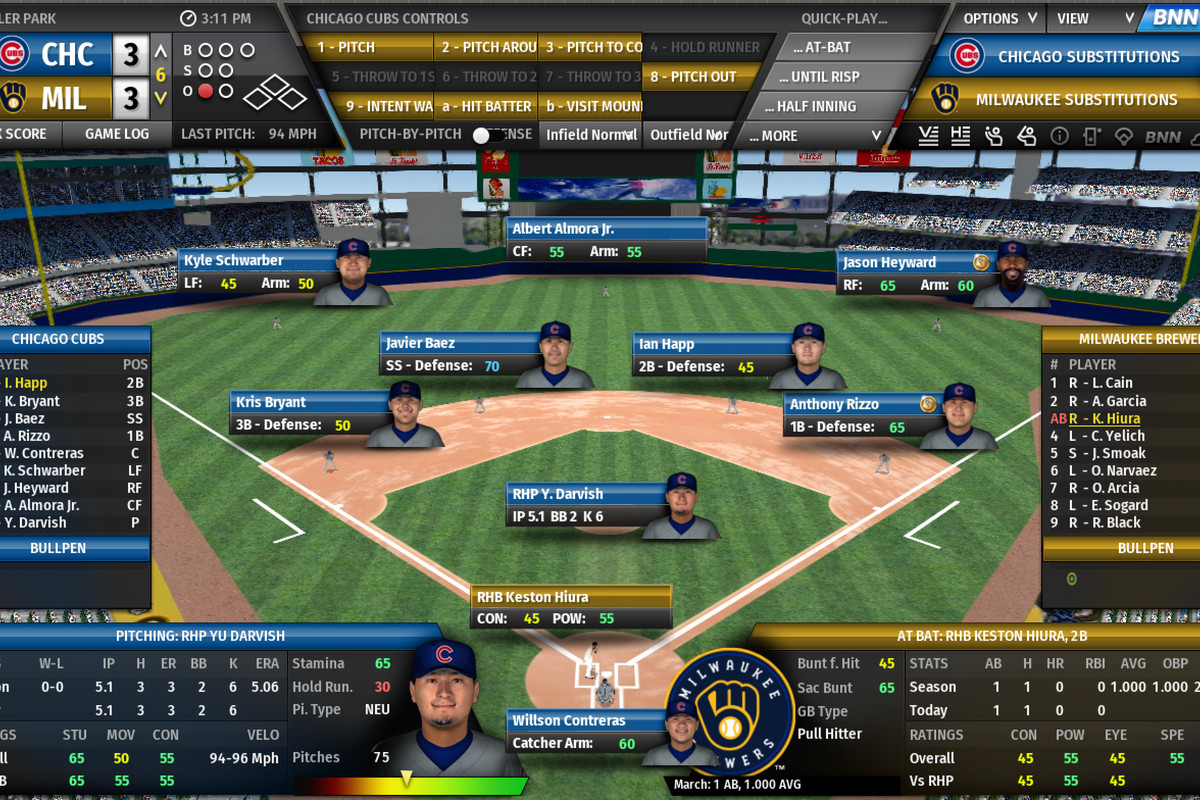 LER PARK
3:11 PM
CHICAGO CUBS CONTROLS
QUICK-PLAY...
OPTIONS
VIEW
BNN
CUBS
CHC 3
MIL 3
6
B
S
O
1 - PITCH
2 - PITCH AROU
3 - PITCH TO CO
4 - HOLD RUNNER
5 - THROW TO 1S
6 - THROW TO 2
7 - THROW TO 3
8 - PITCH OUT
9 - INTENT WA
a - HIT BATTER
b - VISIT MOUN
... AT-BAT
... UNTIL RISP
... HALF INNING
... MORE
CHICAGO SUBSTITUTIONS
MILWAUKEE SUBSTITUTIONS
SCORE
GAME LOG
LAST PITCH: 94 MPH
PITCH-BY-PITCH
ENSE
Infield Normal
Outfield Nor
BNN
TACOS
Albert Almora Jr.
CF: 55 Arm: 55
Kyle Schwarber
LF: 45 Arm: 50
Jason Heyward
RF: 65 Arm: 60
Javier Baez
SS - Defense: 70
Ian Happ
2B - Defense: 45
Kris Bryant
3B - Defense: 50
Anthony Rizzo
1B - Defense: 65
CHICAGO CUBS
AYER POS
- I. Happ 2B
- K. Bryant 3B
- J. Baez SS
- A. Rizzo 1B
- W. Contreras C
- K. Schwarber LF
- J. Heyward RF
- A. Almora Jr. CF
- Y. Darvish P
BULLPEN
MILWAUKEE BREWE
# PLAYER
1 R - L. Cain
2 R - A. Garcia
AB R - K. Hiura
4 L - C. Yelich
5 S - J. Smoak
6 L - O. Narvaez
7 R - O. Arcia
8 L - E. Sogard
9 R - R. Black
BULLPEN
RHP Y. Darvish
IP 5.1 BB 2 K 6
RHB Keston Hiura
CON: 45 POW: 55
Willson Contreras
Catcher Arm: 60
PITCHING: RHP YU DARVISH
S W-L IP H ER BB K ERA
on 0-0 5.1 3 3 2 6 5.06
5.1 3 3 2 6
GS STU MOV CON VELO
ll 65 50 55 94-96 Mph
B 65 55 55
Stamina 65
Hold Run. 30
Pi. Type NEU
Pitches 75
MILWAUKEE
BREWERS
TM
March: 1 AB, 1.000 AVG
AT BAT: RHB KESTON HIURA, 2B
Bunt f. Hit 45
Sac Bunt 65
GB Type
Pull Hitter
STATS AB H HR RBI AVG OBP
Season 1 1 0 0 1.000 1.000 2
Today 1 1 0 0
RATINGS CON POW EYE SPE
Overall 45 55 45 55
Vs RHP 45 55 45